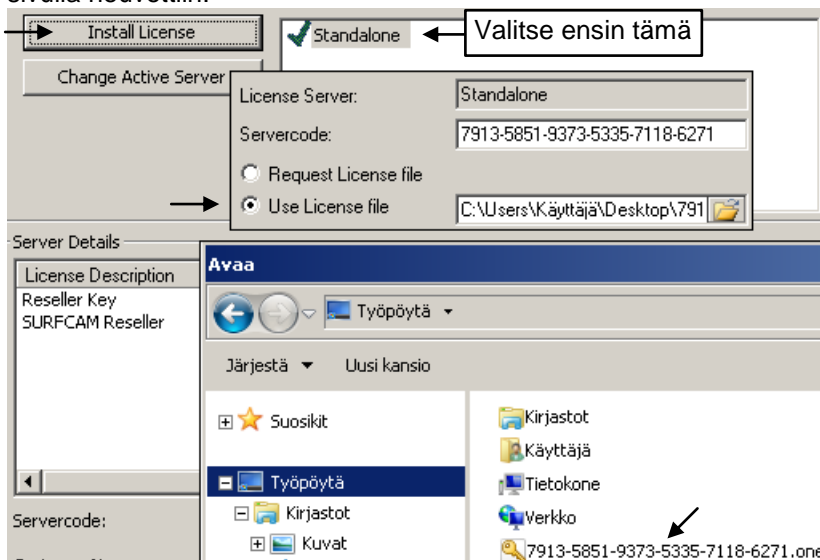 Install License
Standalone
Valitse ensin tämä
Change Active Server
License Server:
Standalone
Servercode:
7913-5851-9373-5335-7118-6271
Request License file
Use License file
C:\Users\Käyttäjä\Desktop\791
Server Details
License Description
Reseller Key
SURFCAM Reseller
Avaa
Työpöytä
Järjestä
Uusi kansio
Suosikit
Kirjastot
Käyttäjä
Työpöytä
Tietokone
Kirjastot
Verkko
Kuvat
7913-5851-9373-5335-7118-6271.one
Servercode: